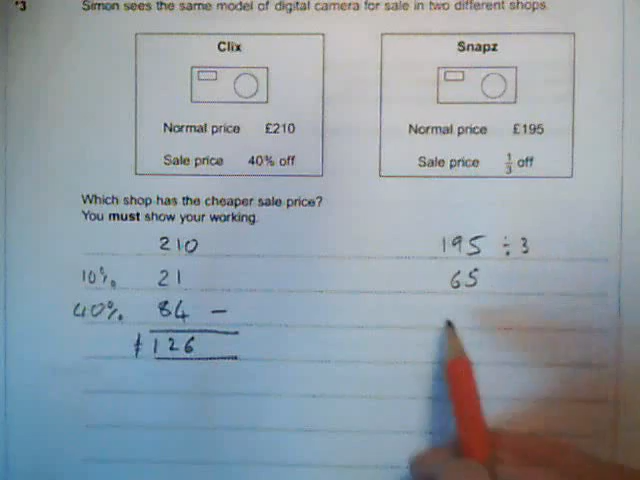 *3 Simon sees the same model of digital camera for sale in two different shops.
Clix
Normal price £210
Sale price 40% off
Snapz
Normal price £195
Sale price 1/3 off
Which shop has the cheaper sale price?
You must show your working.
210
10% 21
40% 84 -
£126
195 ÷ 3
65